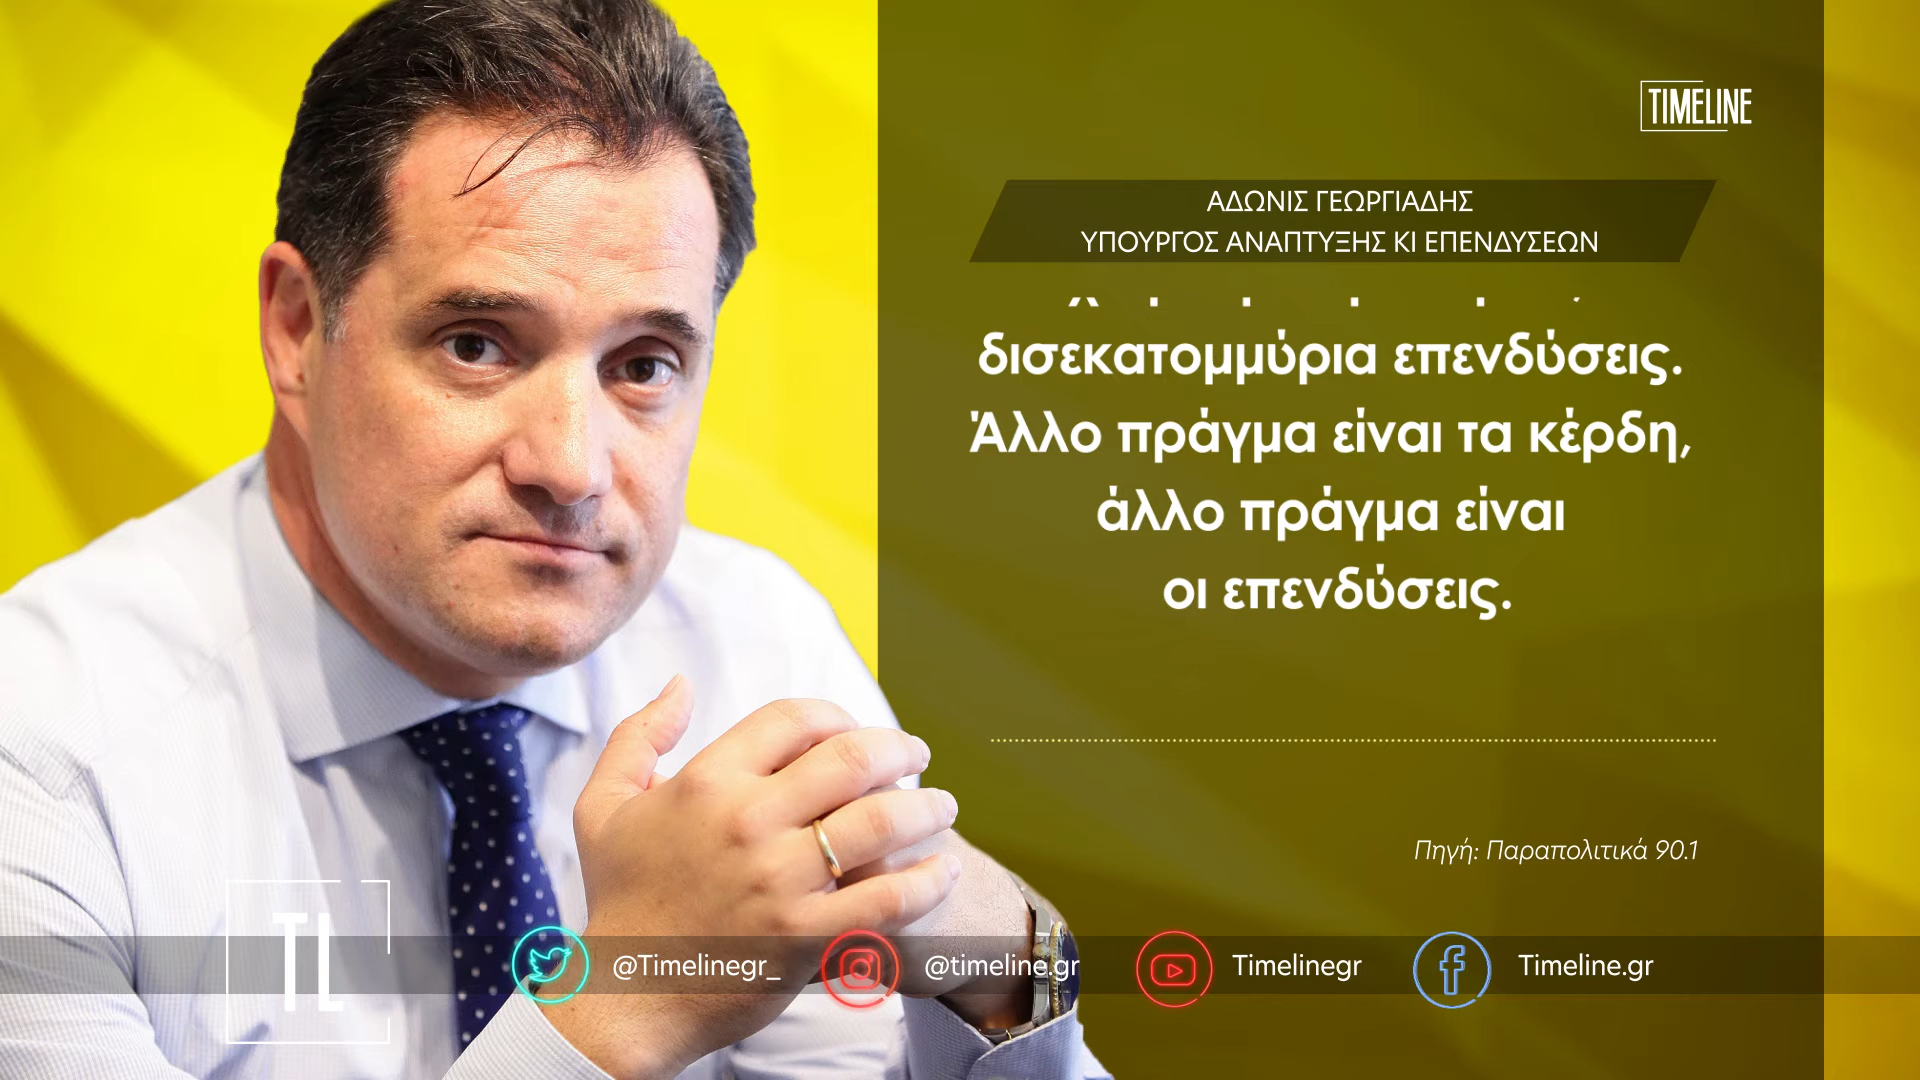 TIMELINE
ΑΔΩΝΙΣ ΓΕΩΡΓΙΑΔΗΣ
ΥΠΟΥΡΓΟΣ ΑΝΑΠΤΥΞΗΣ ΚΙ ΕΠΕΝΔΥΣΕΩΝ
δισεκατομμύρια επενδύσεις.
Άλλο πράγμα είναι τα κέρδη,
άλλο πράγμα είναι
οι επενδύσεις.
Πηγή: Παραπολιτικά 90.1
TL
@Timelinegr_
@timeline.gr
Timelinegr
Timeline.gr